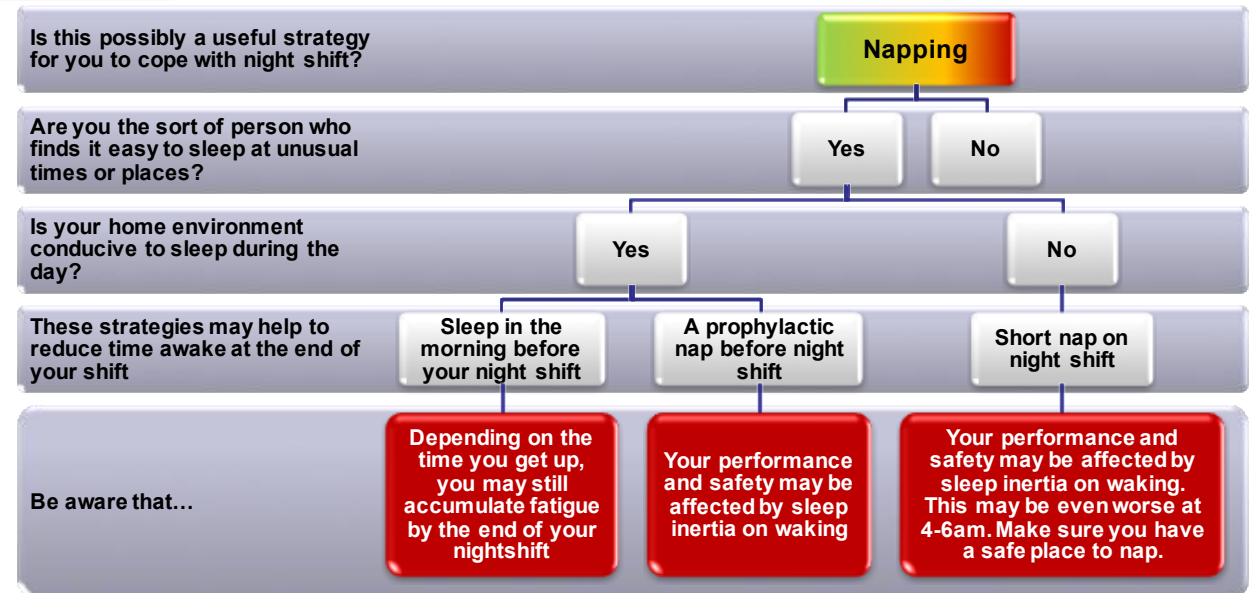 Is this possibly a useful strategy
for you to cope with night shift?
Napping
Are you the sort of person who
finds it easy to sleep at unusual
times or places?
Yes
No
Is your home environment
conducive to sleep during the
day?
Yes
No
These strategies may help to
reduce time awake at the end of
your shift
Sleep in the
morning before
your night shift
A prophylactic
nap before night
shift
Short nap on
night shift
Be aware that…
Depending on the
time you get up,
you may still
accumulate fatigue
by the end of your
nightshift
Your performance
and safety may be
affected by sleep
inertia on waking
Your performance and
safety may be affected by
sleep inertia on waking.
This may be even worse at
4-6am. Make sure you have
a safe place to nap.